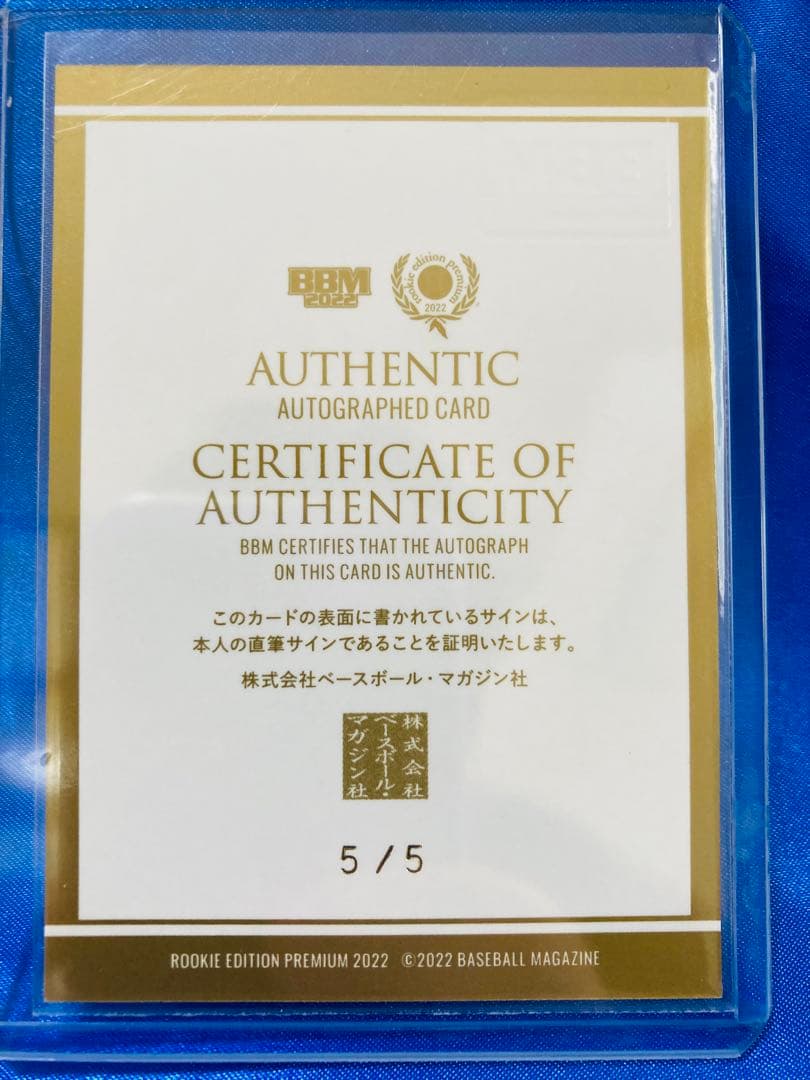 BBM
2022
rookie edition premium
2022
AUTHENTIC
AUTOGRAPHED CARD
CERTIFICATE OF
AUTHENTICITY
BBM CERTIFIES THAT THE AUTOGRAPH
ON THIS CARD IS AUTHENTIC.
このカードの表面に書かれているサインは、
本人の直筆サインであることを証明いたします。
株式会社ベースボール・マガジン社
株式会社
ベースボール・
マガジン社
5/5
ROOKIE EDITION PREMIUM 2022 ©2022 BASEBALL MAGAZINE